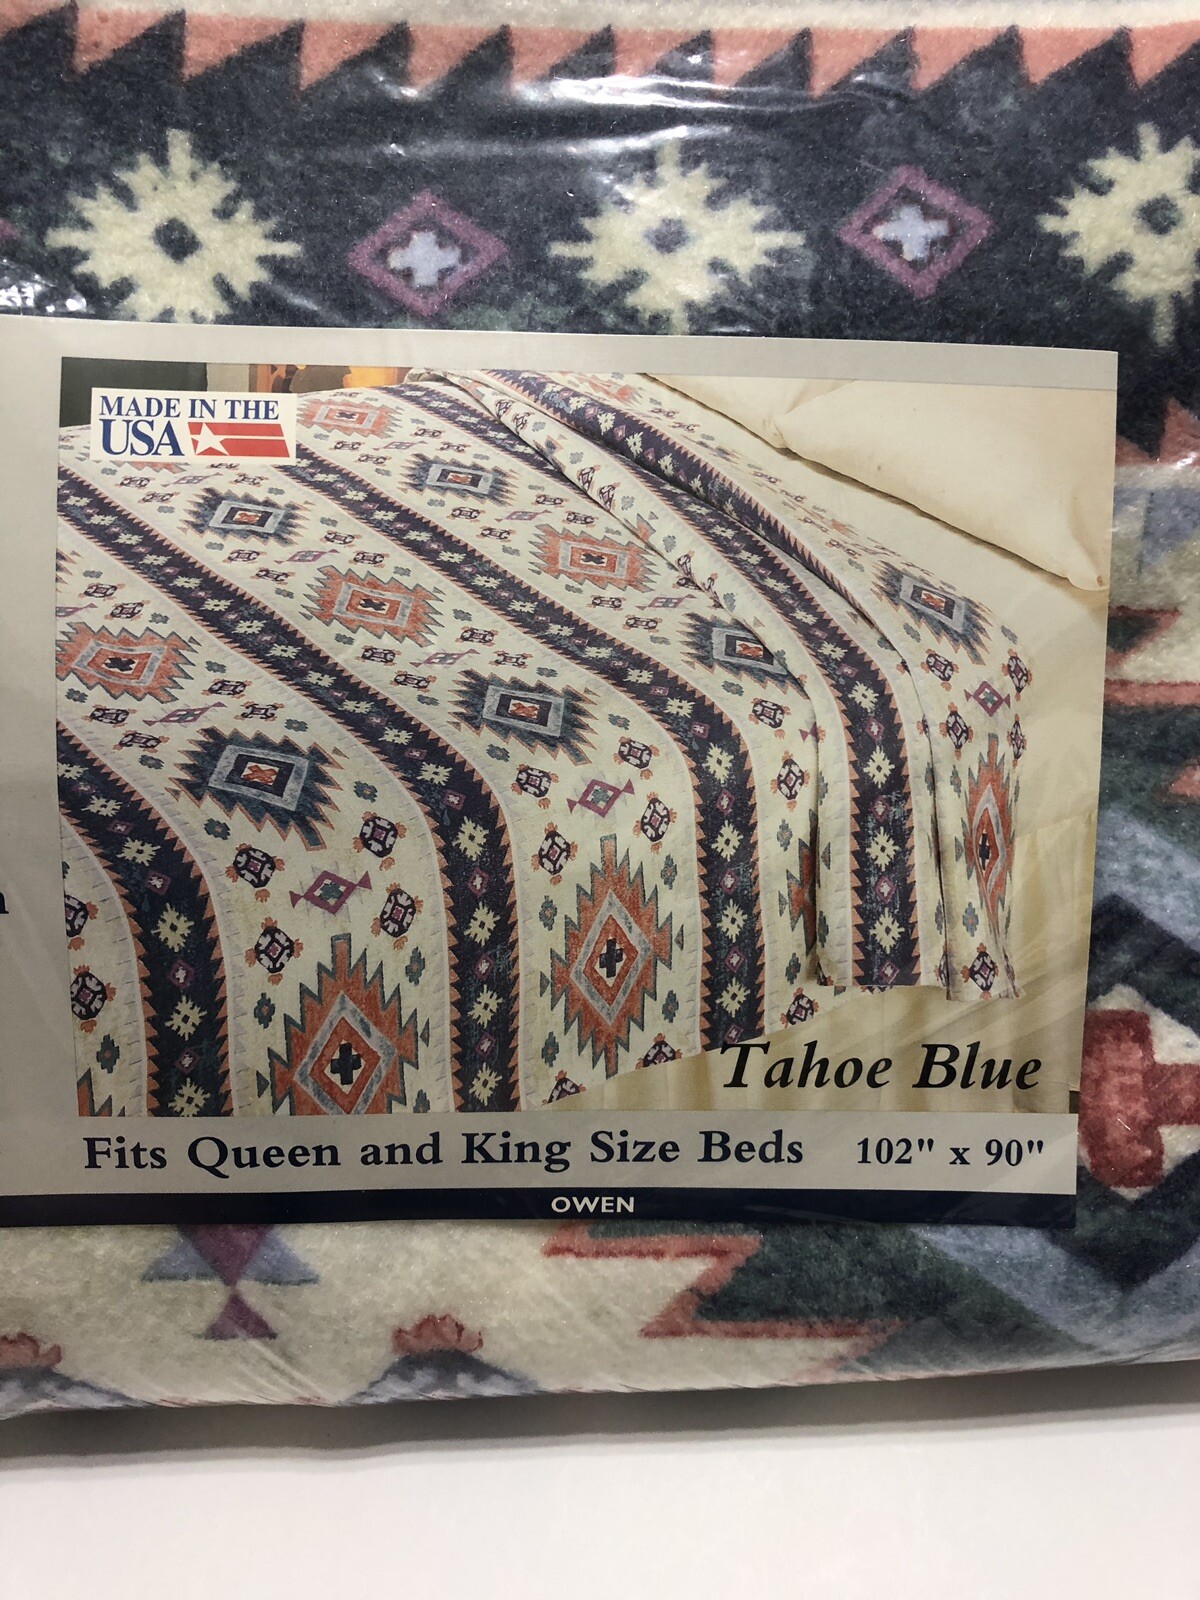 MADE IN THE
USA
Tahoe Blue
Fits Queen and King Size Beds 102" x 90"
OWEN